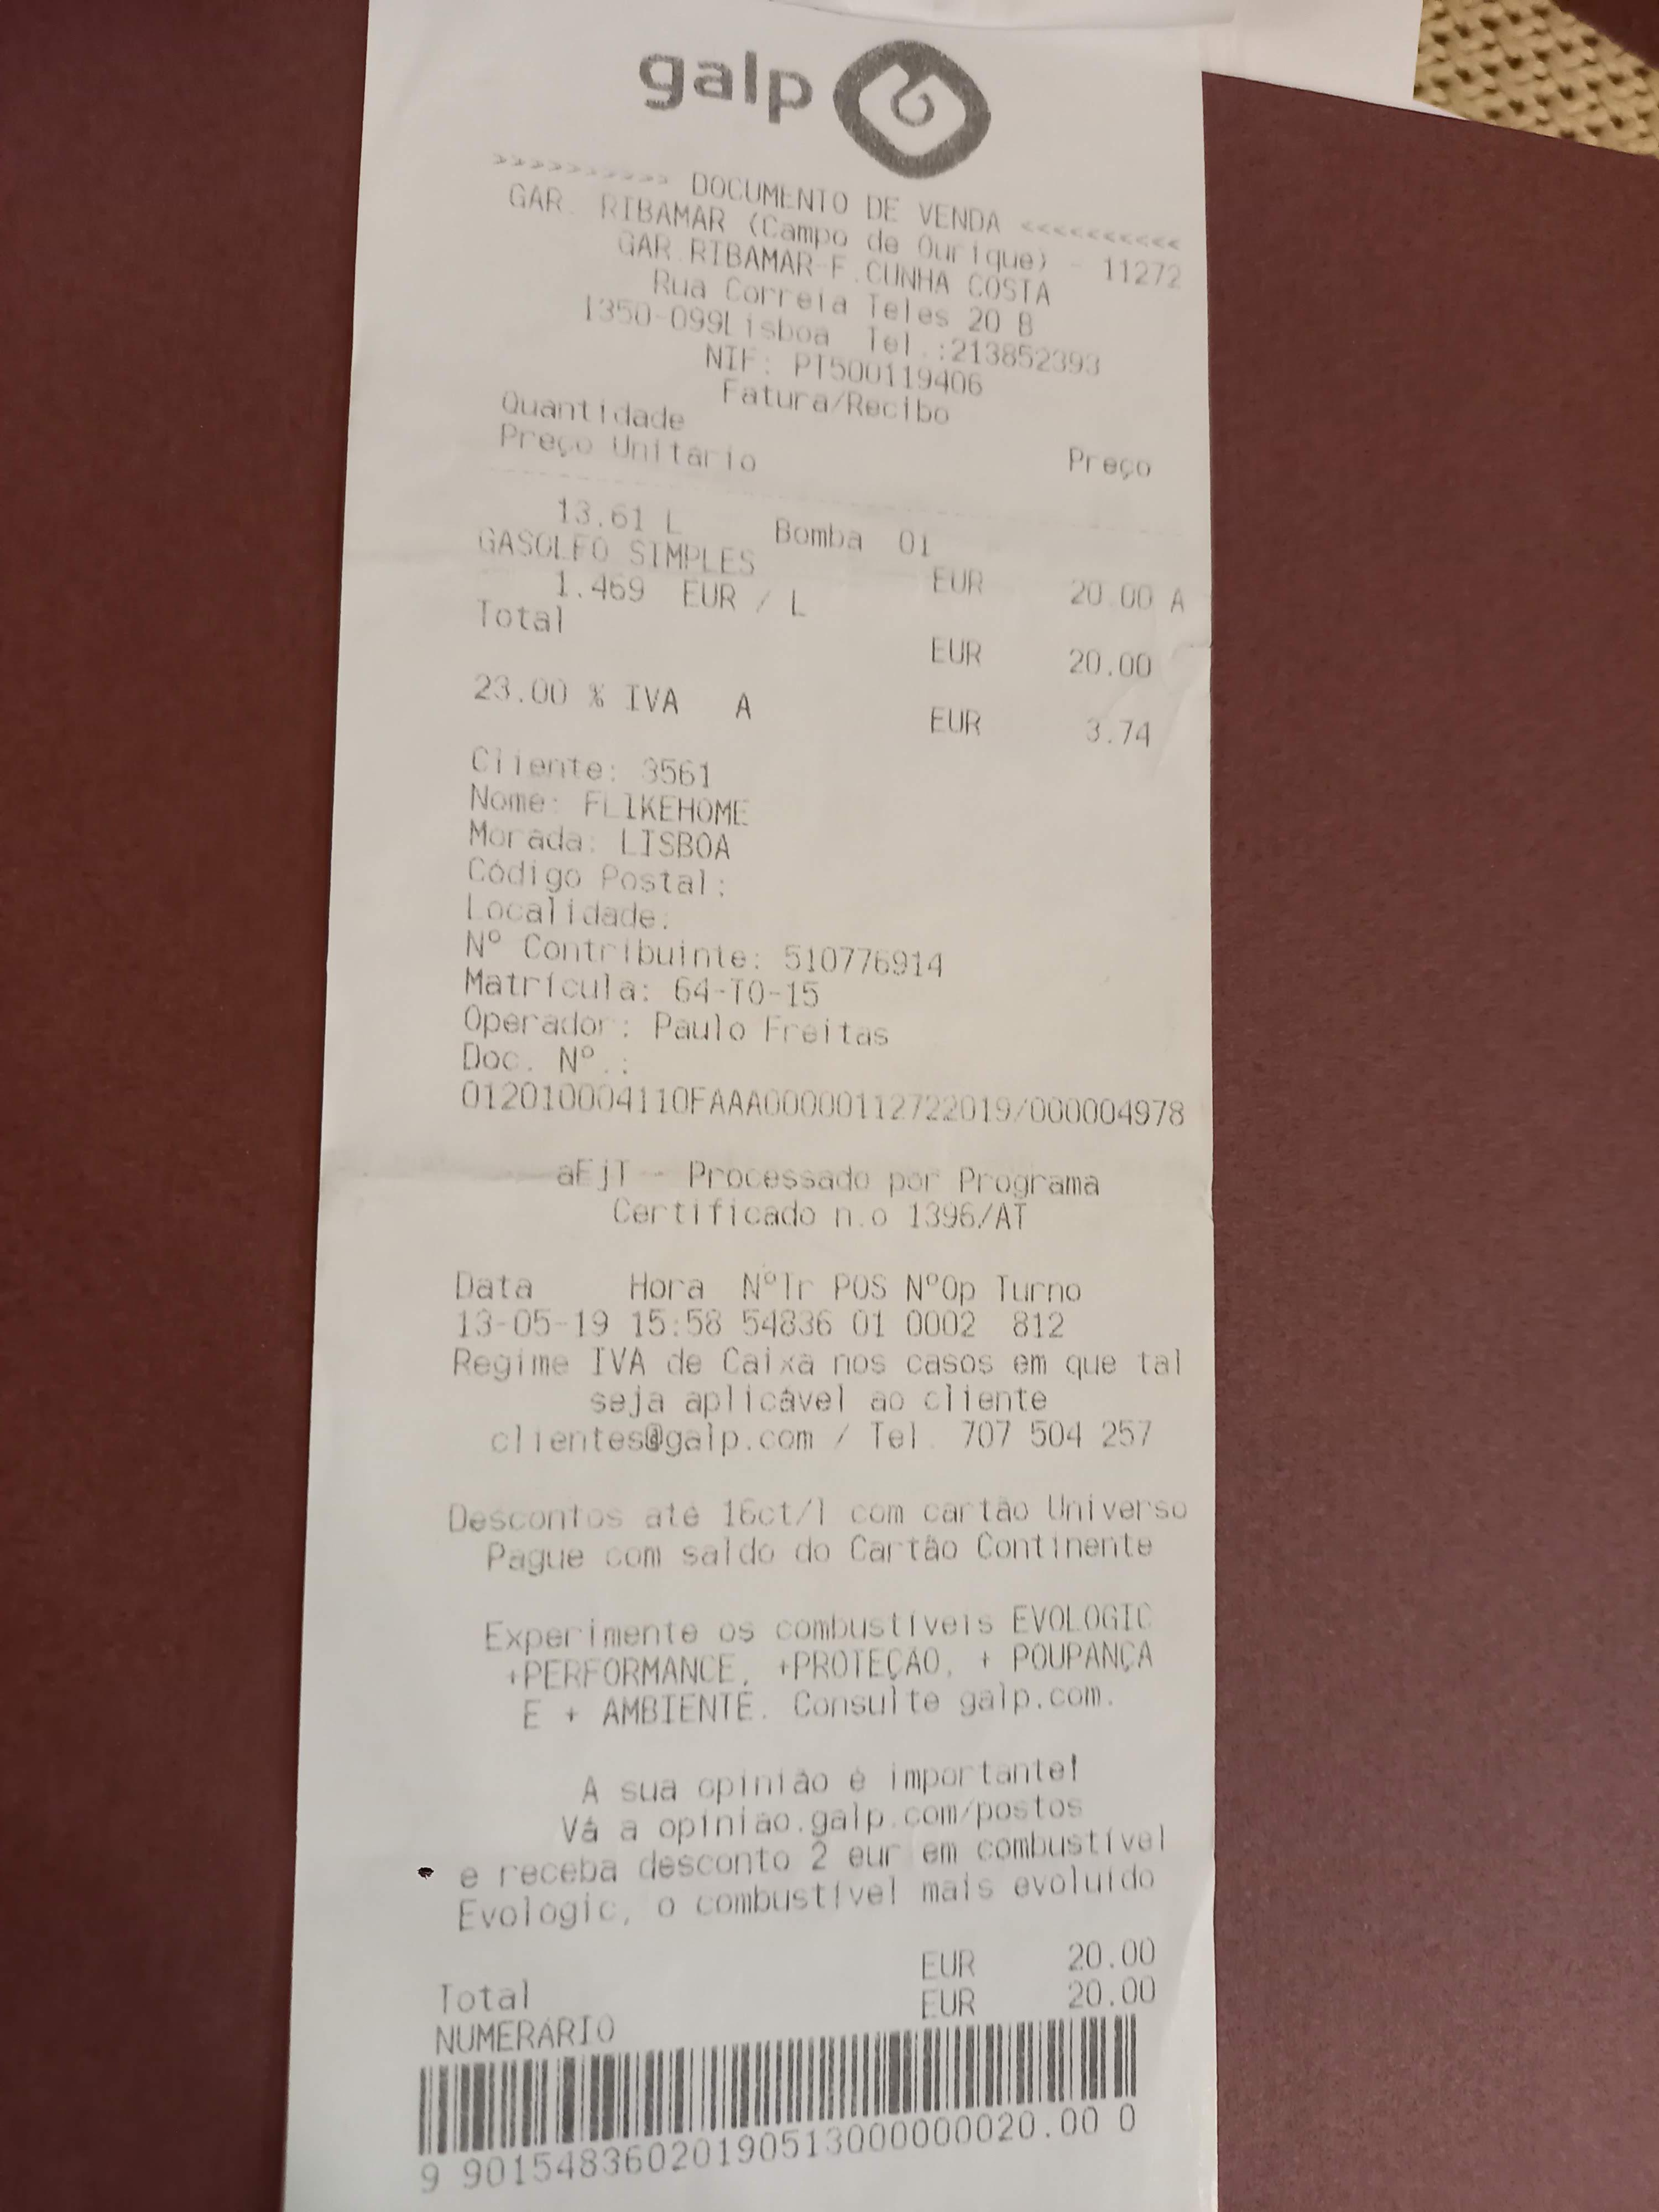 galp
>>>>>>>>>> DOCUMENTO DE VENDA <<<<<<<<<<
GAR. RIBAMAR (Campo de Ourique) - 11272
GAR.RIBAMAR-F.CUNHA COSTA
Rua Correia Teles 20 B
1350-099Lisboa Tel.:213852393
NIF: PT500119406
Fatura/Recibo
Quantidade
Preço Unitário Preço
13.61 L Bomba 01
GASOLEO SIMPLES EUR 20.00 A
1.469 EUR / L
Total EUR 20.00
23.00 % IVA A EUR 3.74
Cliente: 3561
Nome: FLIKEHOME
Morada: LISBOA
Código Postal:
Localidade:
Nº Contribuinte: 510776914
Matrícula: 64-TO-15
Operador: Paulo Freitas
Doc. Nº.:
012010004110FAAA00000112722019/000004978
aEjT - Processado por Programa
Certificado n.o 1396/AT
Data Hora NºTr POS NºOp Turno
13-05-19 15:58 54836 01 0002 812
Regime IVA de Caixa nos casos em que tal
seja aplicável ao cliente
clientes@galp.com / Tel. 707 504 257
Descontos até 16ct/l com cartão Universo
Pague com saldo do Cartão Continente
Experimente os combustíveis EVOLOGIC
+PERFORMANCE, +PROTEÇÃO, + POUPANÇA
E + AMBIENTE. Consulte galp.com.
A sua opinião é importante!
Vá a opiniao.galp.com/postos
e receba desconto 2 eur em combustível
Evologic, o combustível mais evoluído
Total EUR 20.00
NUMERÁRIO EUR 20.00
9 901548360201905130000000020.00 0